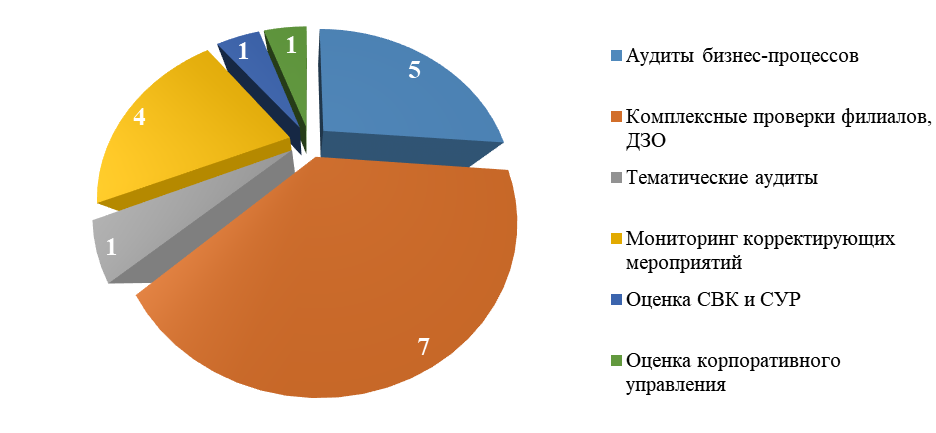 1
1
5
4
1
7
Аудиты бизнес-процессов
Комплексные проверки филиалов,
ДЗО
Тематические аудиты
Мониторинг корректирующих
мероприятий
Оценка СВК и СУР
Оценка корпоративного
управления